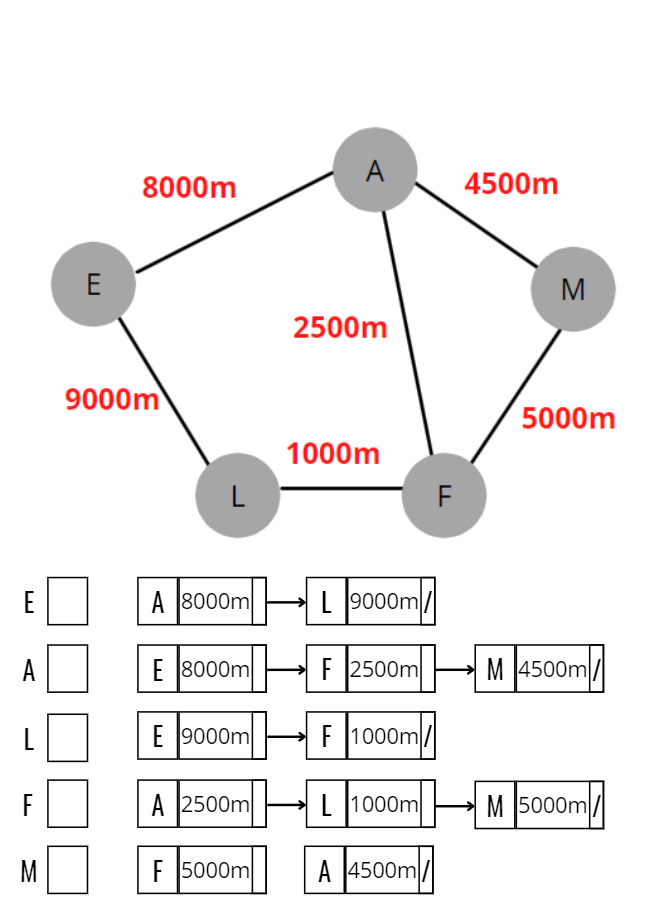 A
8000m
4500m
E
M
2500m
9000m
5000m
1000m
L
F
E A 8000m L 9000m /
A E 8000m F 2500m M 4500m /
L E 9000m F 1000m /
F A 2500m L 1000m M 5000m /
M F 5000m A 4500m /